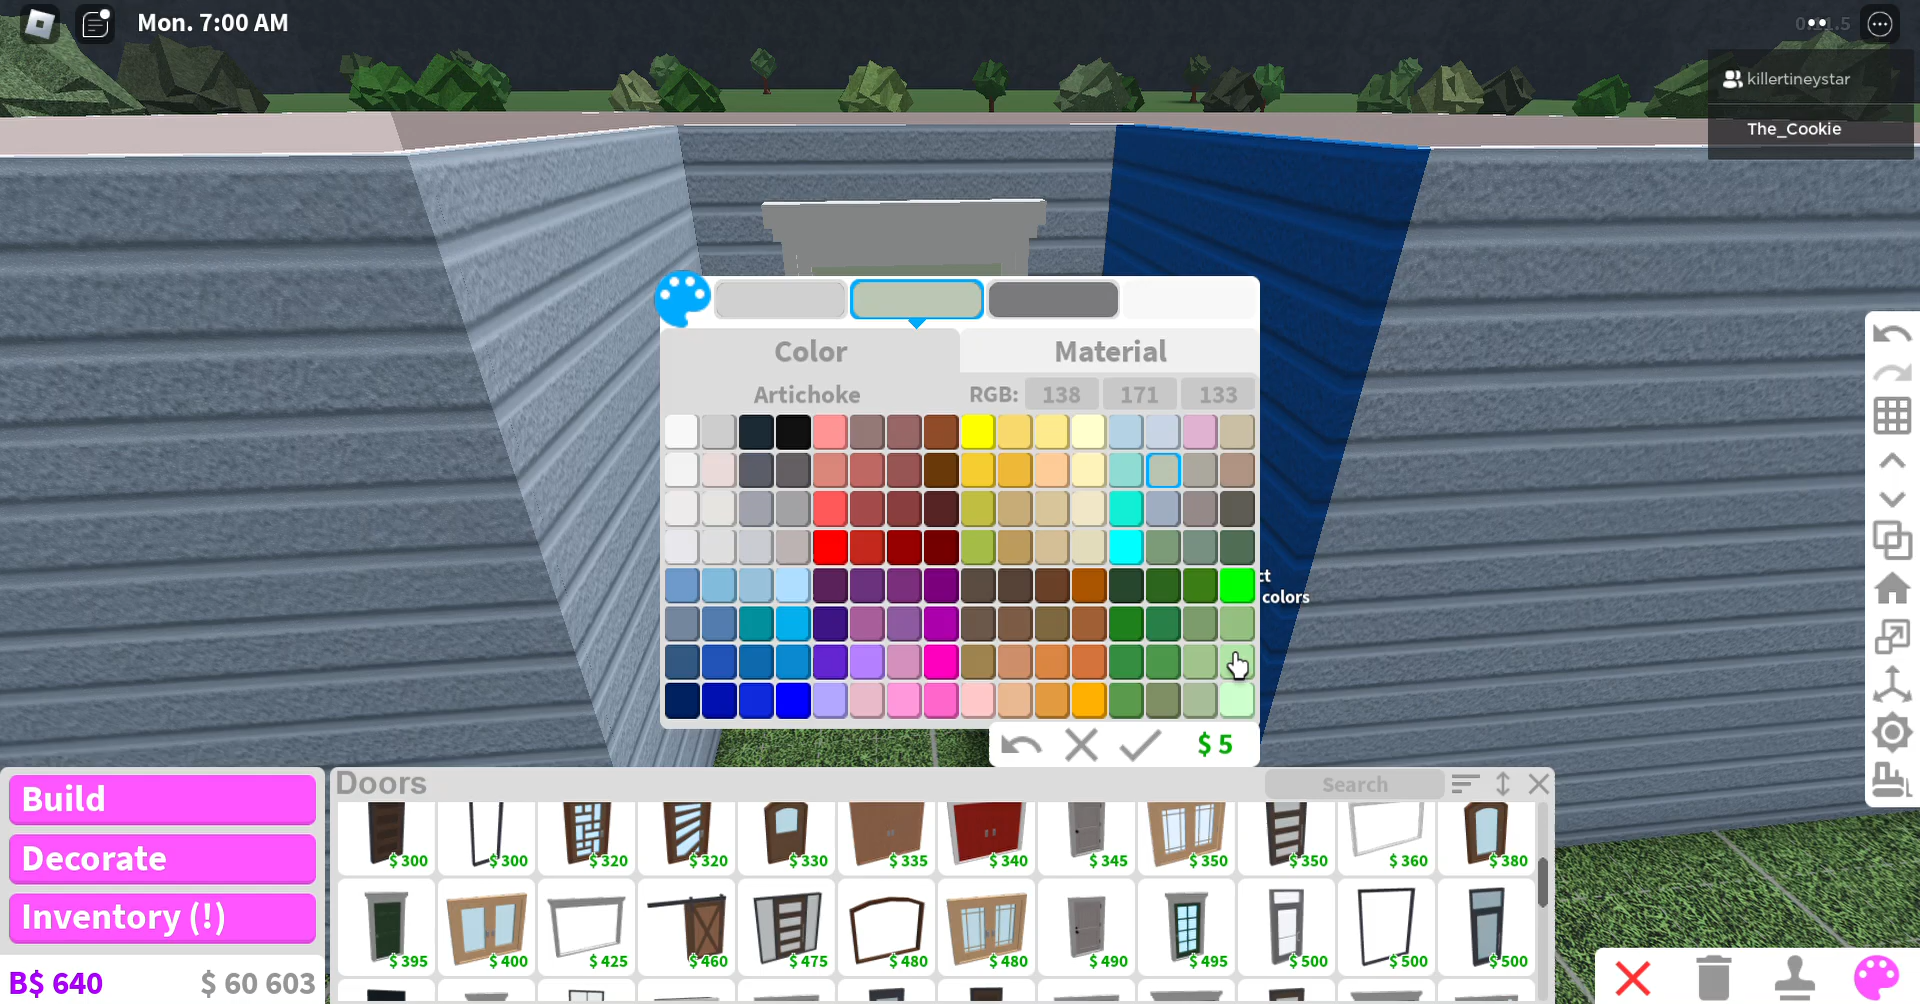 Mon. 7:00 AM
killertineystar
The_Cookie
Color
Material
Artichoke
RGB: 138 171 133
ct
colors
$ 5
Build
Decorate
Inventory (!)
B$ 640
$ 60 603
Doors
Search
$ 300 $ 300 $ 320 $ 320 $ 330 $ 335 $ 340 $ 345 $ 350 $ 350 $ 360 $ 380
$ 395 $ 400 $ 425 $ 460 $ 475 $ 480 $ 480 $ 490 $ 495 $ 500 $ 500 $ 500